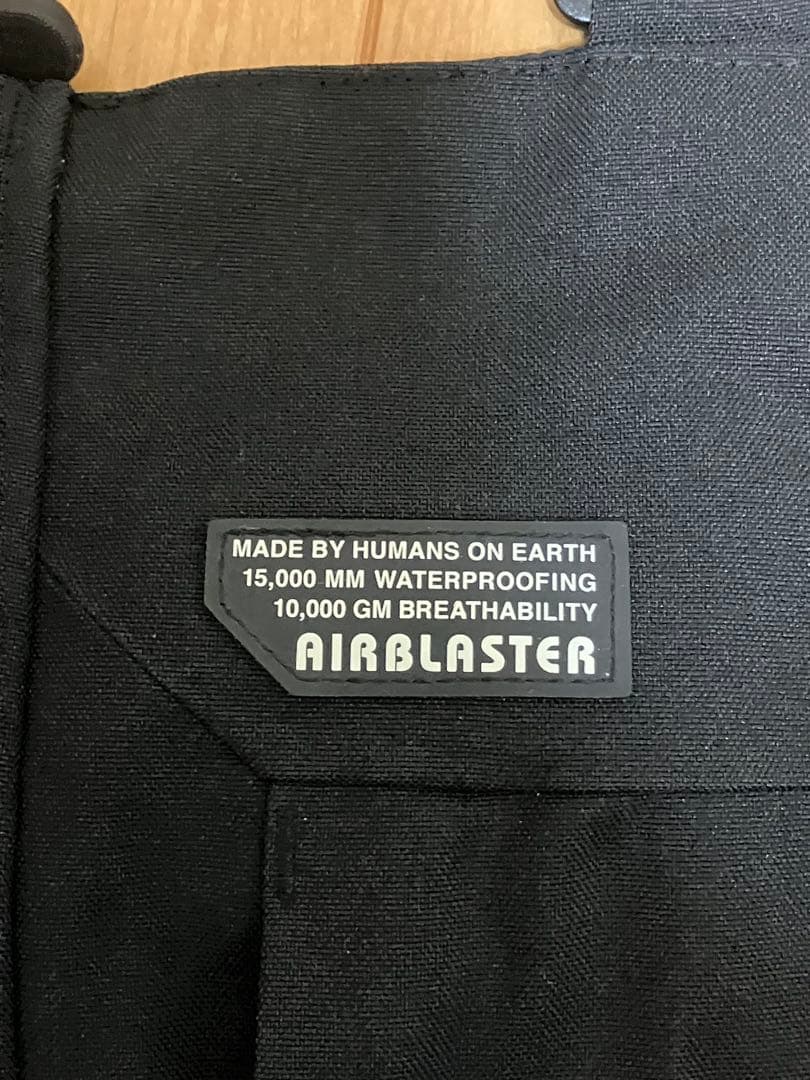 MADE BY HUMANS ON EARTH
15,000 MM WATERPROOFING
10,000 GM BREATHABILITY
AIRBLASTER